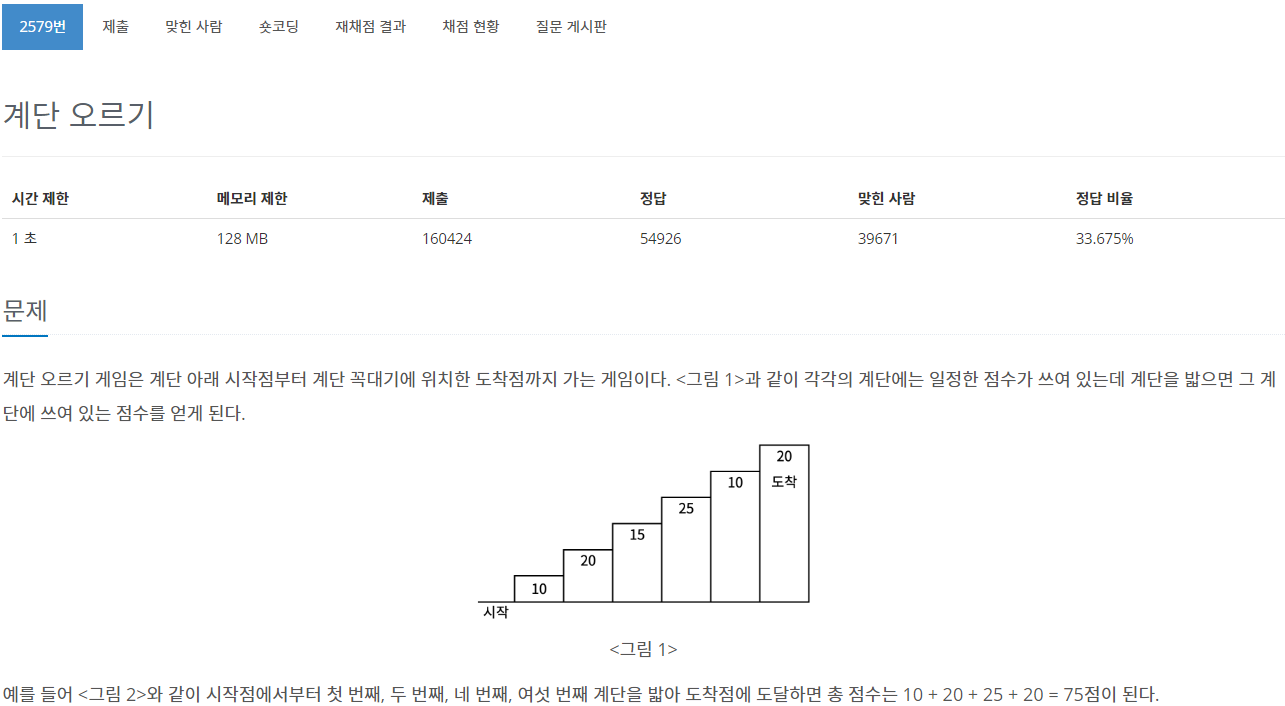 2579번 제출 맞힌 사람 숏코딩 재채점 결과 채점 현황 질문 게시판
계단 오르기
시간 제한 메모리 제한 제출 정답 맞힌 사람 정답 비율
1 초 128 MB 160424 54926 39671 33.675%
문제
계단 오르기 게임은 계단 아래 시작점부터 계단 꼭대기에 위치한 도착점까지 가는 게임이다. <그림 1>과 같이 각각의 계단에는 일정한 점수가 쓰여 있는데 계단을 밟으면 그 계
단에 쓰여 있는 점수를 얻게 된다.
20
도착
10
25
15
20
10
시작
<그림 1>
예를 들어 <그림 2>와 같이 시작점에서부터 첫 번째, 두 번째, 네 번째, 여섯 번째 계단을 밟아 도착점에 도달하면 총 점수는 10 + 20 + 25 + 20 = 75점이 된다.